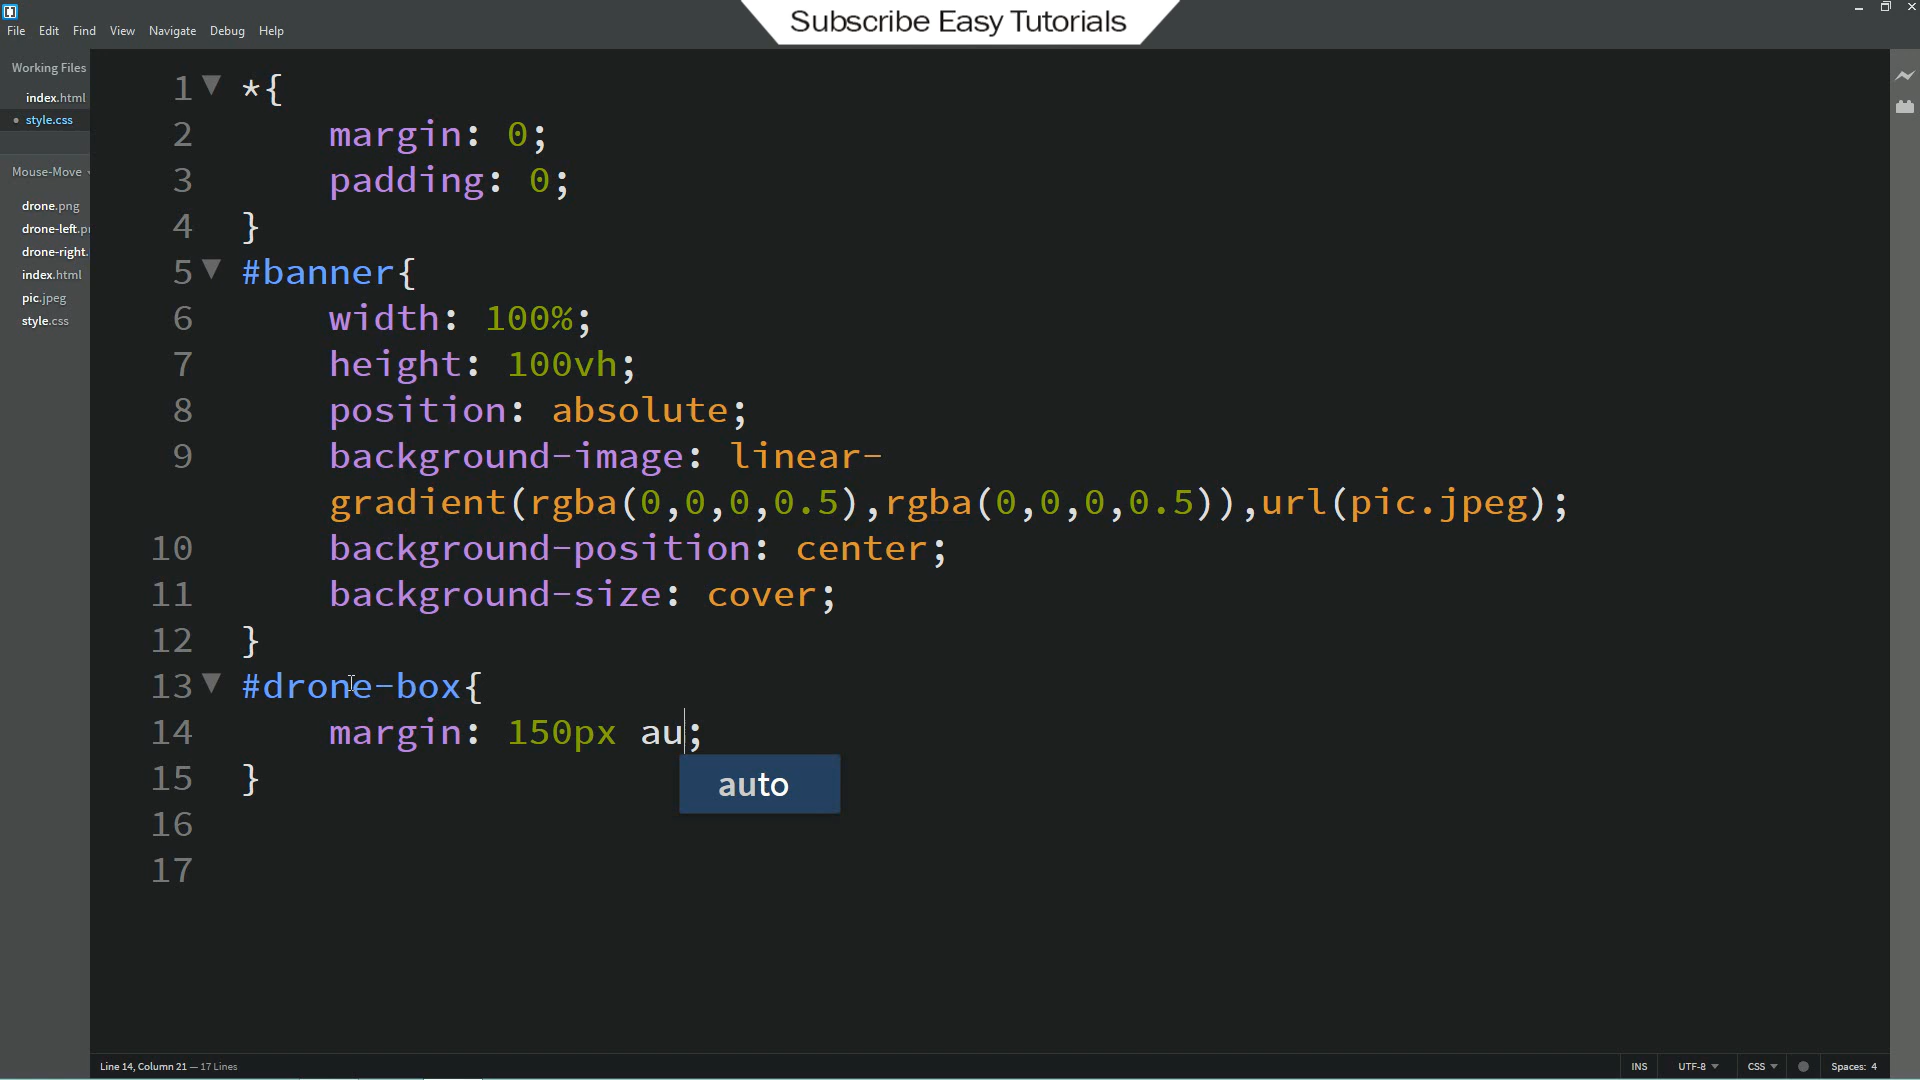 Subscribe Easy Tutorials
File Edit Find View Navigate Debug Help
Working Files
index.html
style.css
Mouse-Move
drone.png
drone-left.p
drone-right.
index.html
pic.jpeg
style.css
1 *{
2 margin: 0;
3 padding: 0;
4 }
5 #banner{
6 width: 100%;
7 height: 100vh;
8 position: absolute;
9 background-image: linear-
gradient(rgba(0,0,0,0.5),rgba(0,0,0,0.5)),url(pic.jpeg);
10 background-position: center;
11 background-size: cover;
12 }
13 #drone-box{
14 margin: 150px au;
auto
15 }
16
17
Line 14, Column 21 — 17 Lines
INS UTF-8 CSS Spaces: 4